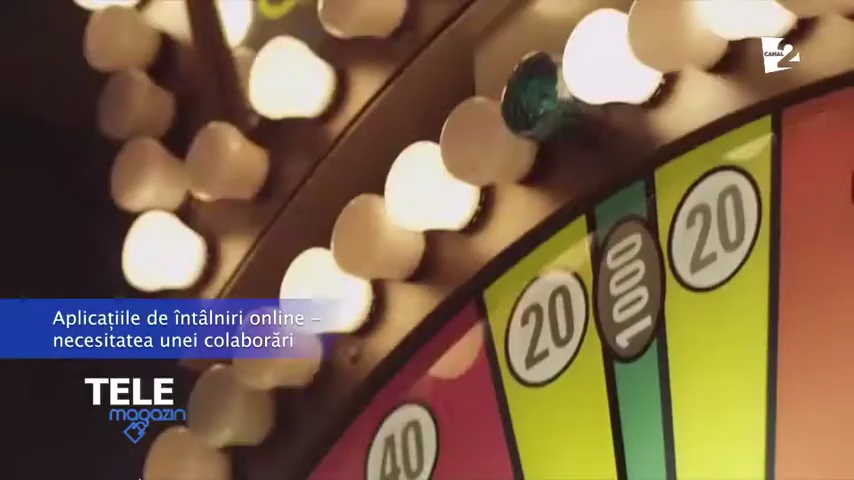 CANAL
2
20
1000
20
40
Aplicațiile de întâlniri online –
necesitatea unei colaborări
TELE
magazin